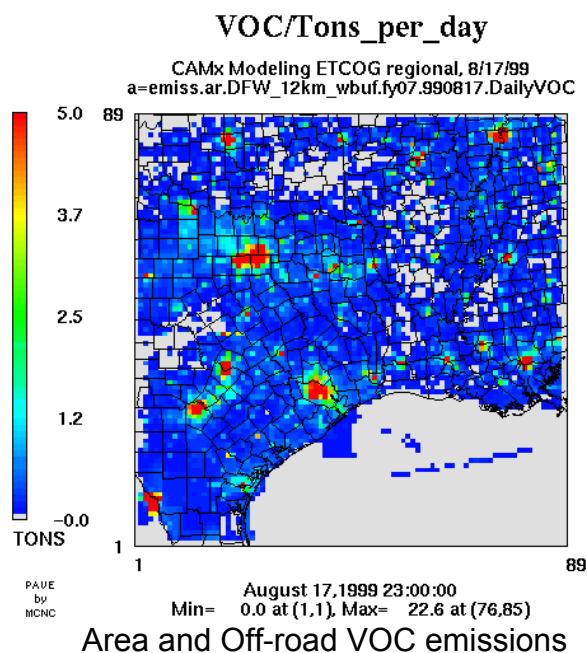 VOC/Tons_per_day
CAMx Modeling ETCOG regional, 8/17/99
a=emiss.ar.DFW_12km_wbuf.fy07.990817.DailyVOC
5.0
89
3.7
2.5
1.2
-0.0
1
TONS
1
89
PAVE
by
MCNC
August 17,1999 23:00:00
Min= 0.0 at (1,1), Max= 22.6 at (76,85)
Area and Off-road VOC emissions